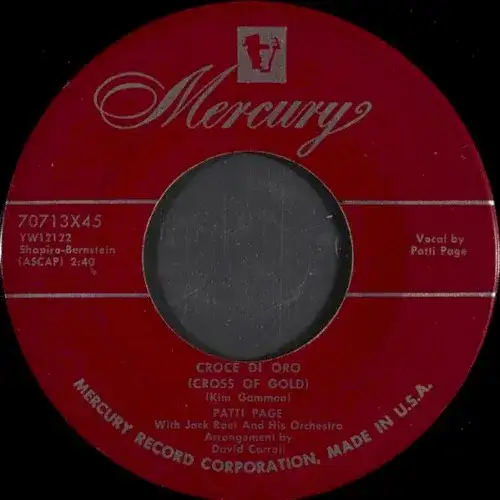 Mercury
70713X45
YW12122
Shapiro-Bernstein
(ASCAP) 2:40
Vocal by
Patti Page
CROCE DI ORO
(CROSS OF GOLD)
(Kim Gannon)
PATTI PAGE
With Jack Rael And His Orchestra
Arrangement by
David Carroll
MERCURY RECORD CORPORATION, MADE IN U.S.A.